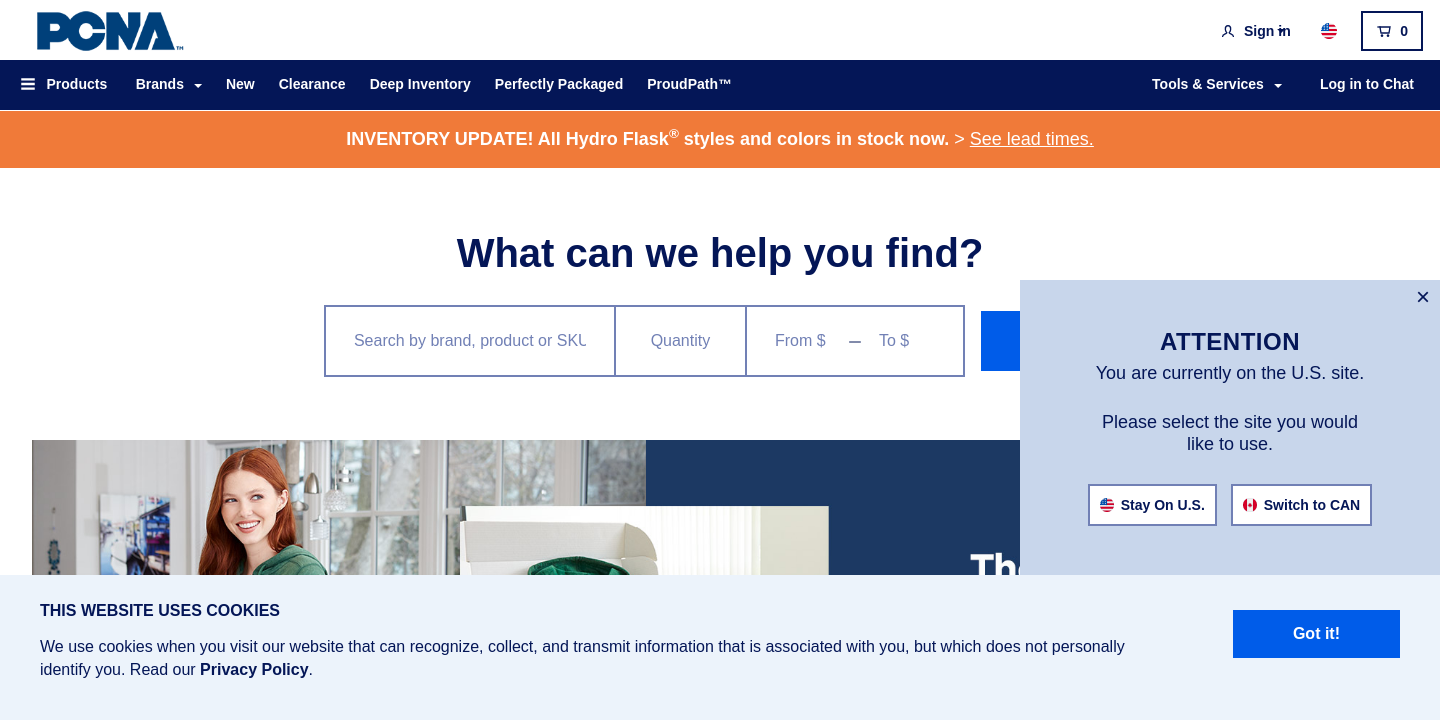 PCNA™
Sign in
0
Products Brands New Clearance Deep Inventory Perfectly Packaged ProudPath™ Tools & Services Log in to Chat
INVENTORY UPDATE! All Hydro Flask® styles and colors in stock now. > See lead times.
What can we help you find?
Search by brand, product or SKU
Quantity
From $ – To $
×
ATTENTION
You are currently on the U.S. site.
Please select the site you would
like to use.
Stay On U.S. Switch to CAN
THIS WEBSITE USES COOKIES
We use cookies when you visit our website that can recognize, collect, and transmit information that is associated with you, but which does not personally
identify you. Read our Privacy Policy.
Got it!